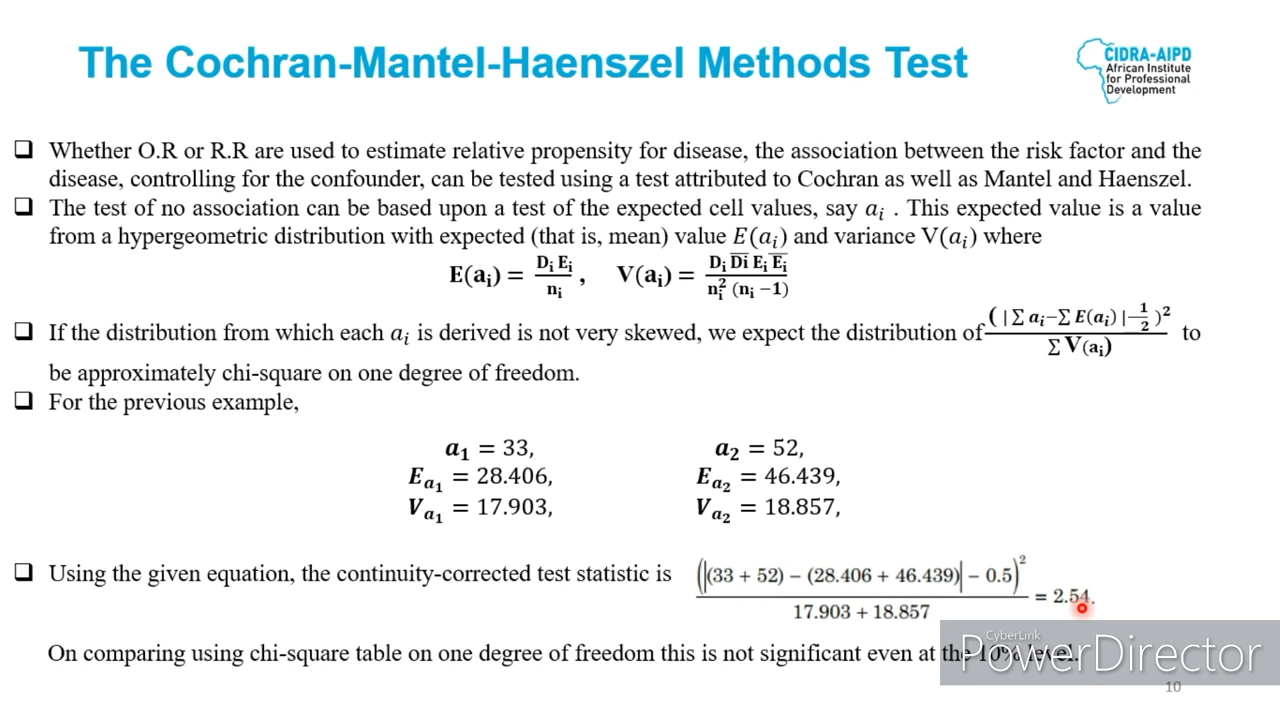 The Cochran-Mantel-Haenszel Methods Test
CIDRA-AIPD
African Institute
for Professional
Development
❑ Whether O.R or R.R are used to estimate relative propensity for disease, the association between the risk factor and the
disease, controlling for the confounder, can be tested using a test attributed to Cochran as well as Mantel and Haenszel.
❑ The test of no association can be based upon a test of the expected cell values, say aᵢ . This expected value is a value
from a hypergeometric distribution with expected (that is, mean) value E(aᵢ) and variance V(aᵢ) where
E(aᵢ) = Dᵢ Eᵢ / nᵢ , V(aᵢ) = Dᵢ D̅i̅ Eᵢ E̅ᵢ / nᵢ² (nᵢ −1)
❑ If the distribution from which each aᵢ is derived is not very skewed, we expect the distribution of (|∑ aᵢ−∑ E(aᵢ)|−1/2)² / ∑ V(aᵢ) to
be approximately chi-square on one degree of freedom.
❑ For the previous example,
a₁ = 33, a₂ = 52,
E a₁ = 28.406, E a₂ = 46.439,
V a₁ = 17.903, V a₂ = 18.857,
❑ Using the given equation, the continuity-corrected test statistic is (|(33 + 52) − (28.406 + 46.439)| − 0.5)² / 17.903 + 18.857 = 2.54.
On comparing using chi-square table on one degree of freedom this is not significant even at the 10% level.
CyberLink
PowerDirector
10